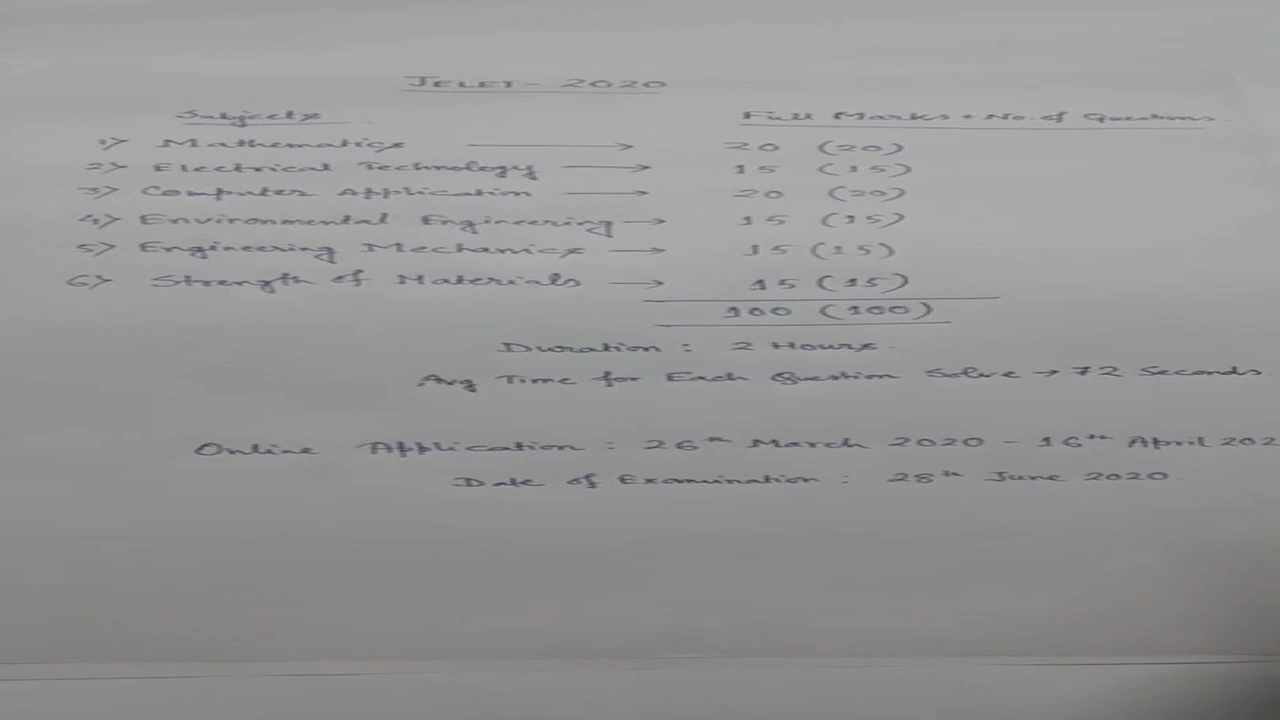 JELET - 2020
Subjects Full Marks + No. of Questions
1) Mathematics → 20 (20)
2) Electrical Technology → 15 (15)
3) Computer Application → 20 (20)
4) Environmental Engineering → 15 (15)
5) Engineering Mechanics → 15 (15)
6) Strength of Materials → 15 (15)
100 (100)
Duration : 2 Hours.
Avg Time for Each Question Solve → 72 Seconds
Online Application : 26th March 2020 - 16th April 202
Date of Examination : 28th June 2020.